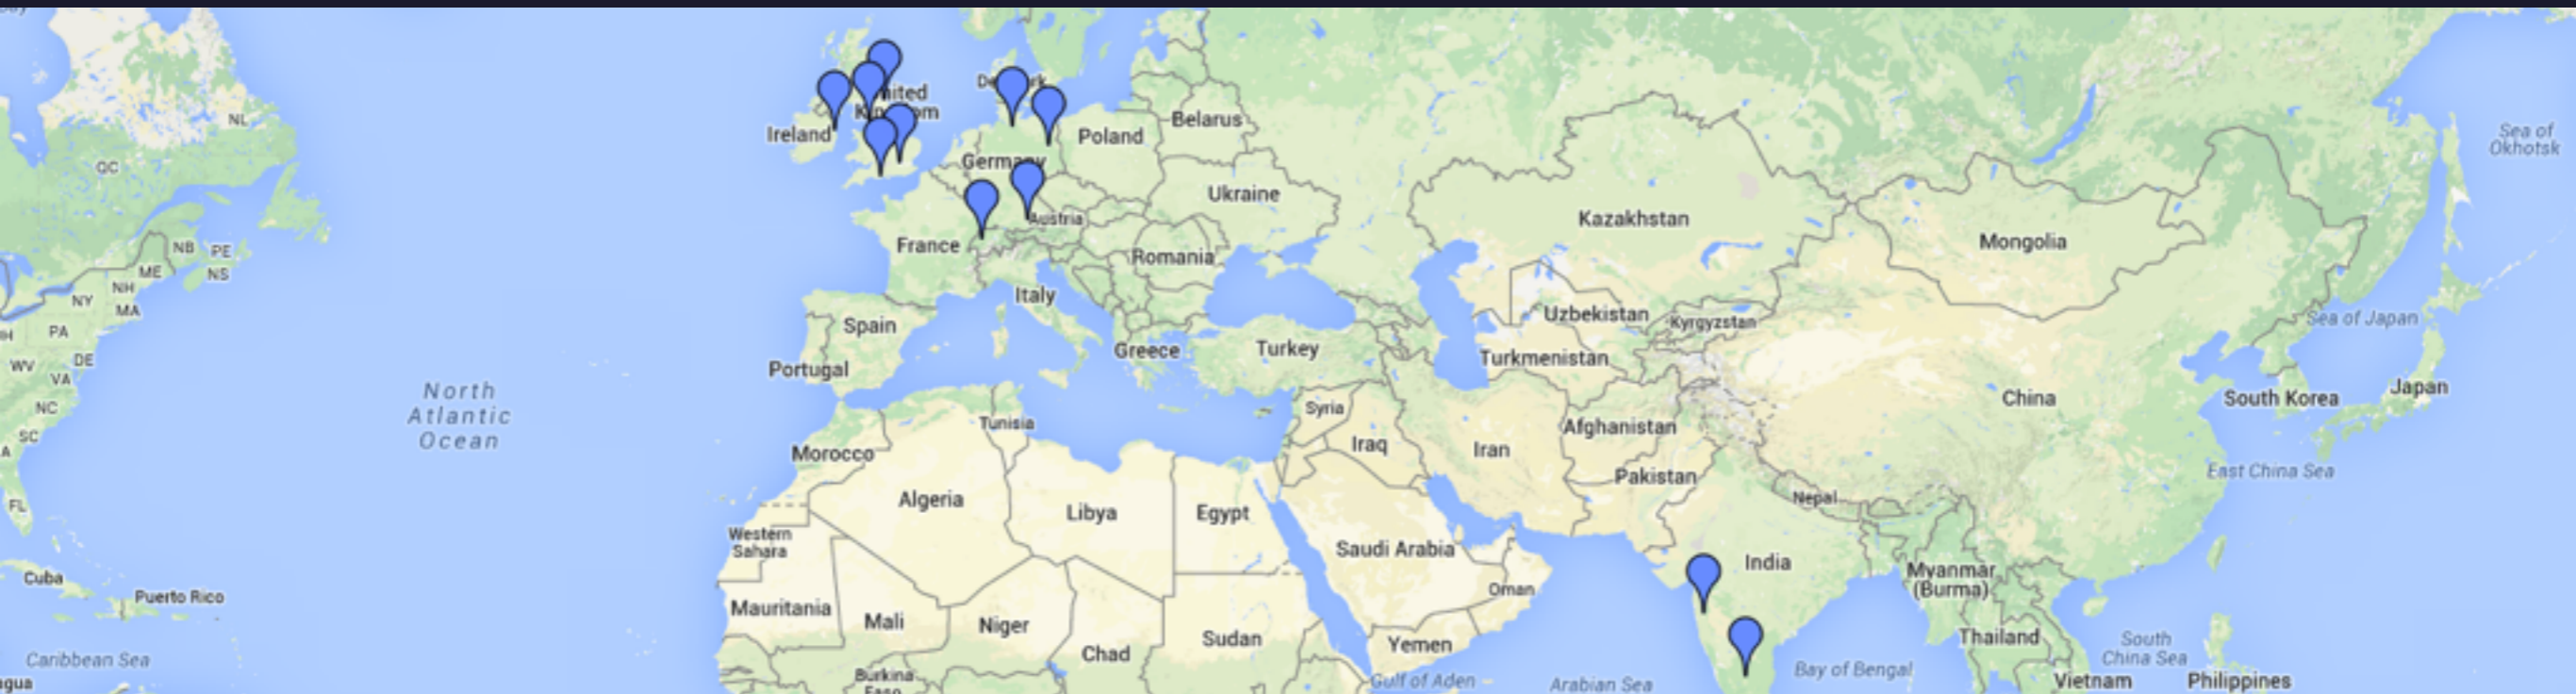 NL
QC
NB
PE
ME
NS
NH
NY
MA
PA
DE
WV
VA
NC
SC
FL
Cuba
Puerto Rico
Caribbean Sea
North
Atlantic
Ocean
Ireland
Germany
Poland
Belarus
Ukraine
France
Austria
Romania
Italy
Spain
Portugal
Greece
Turkey
Kazakhstan
Mongolia
Uzbekistan
Kyrgyzstan
Turkmenistan
Sea of
Okhotsk
Sea of Japan
Japan
South Korea
China
East China Sea
Tunisia
Morocco
Algeria
Libya
Egypt
Western
Sahara
Mauritania
Mali
Niger
Chad
Sudan
Burkina
Faso
Syria
Iraq
Iran
Afghanistan
Pakistan
Nepal
India
Saudi Arabia
Oman
Yemen
Gulf of Aden
Arabian Sea
Bay of Bengal
Myanmar
(Burma)
Thailand
Vietnam
South
China Sea
Philippines